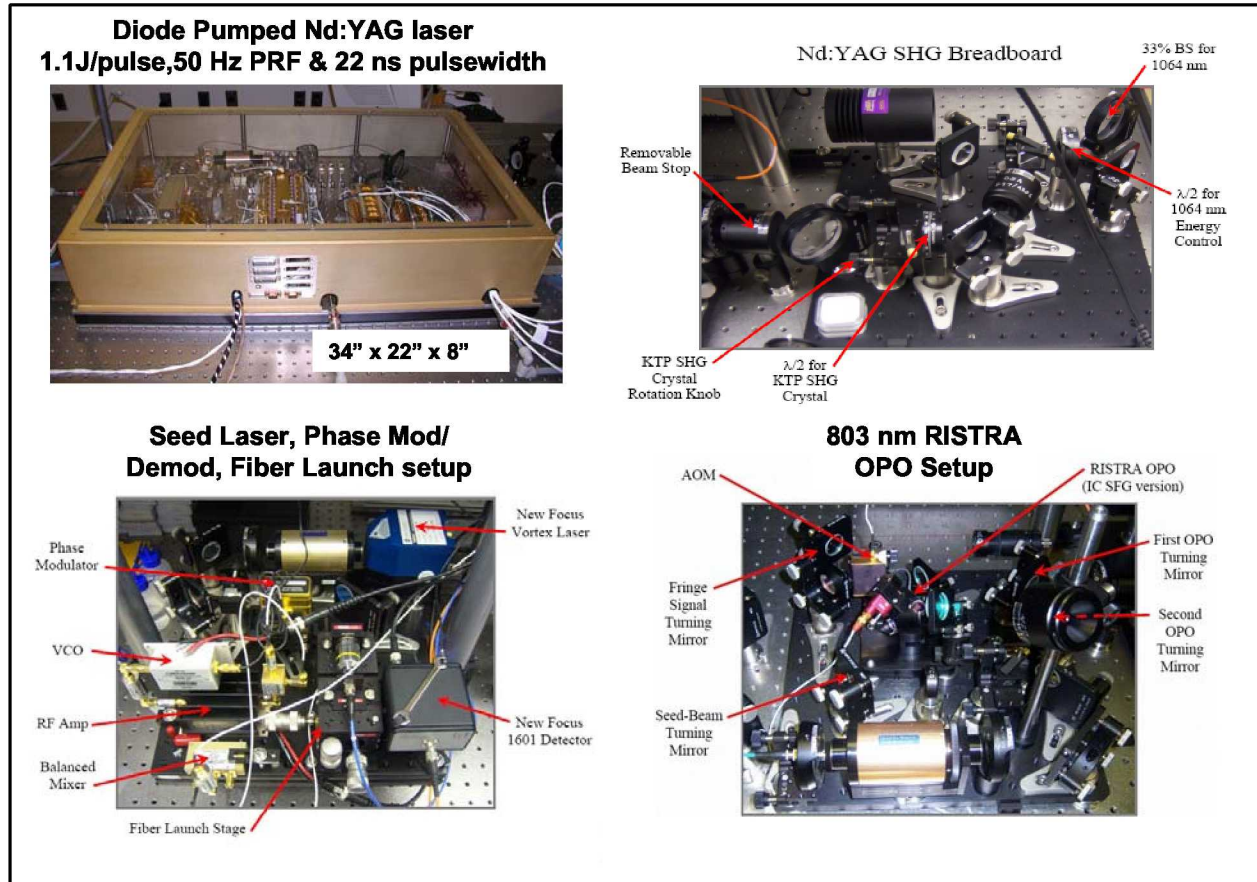 Diode Pumped Nd:YAG laser
1.1J/pulse,50 Hz PRF & 22 ns pulsewidth
34” x 22” x 8”
Nd:YAG SHG Breadboard
33% BS for
1064 nm
Removable
Beam Stop
λ/2 for
1064 nm
Energy
Control
KTP SHG
Crystal
Rotation Knob
λ/2 for
KTP SHG
Crystal
Seed Laser, Phase Mod/
Demod, Fiber Launch setup
New Focus
Vortex Laser
Phase
Modulator
VCO
RF Amp
Balanced
Mixer
New Focus
1601 Detector
Fiber Launch Stage
803 nm RISTRA
OPO Setup
AOM
RISTRA OPO
(IC SFG version)
First OPO
Turning
Mirror
Fringe
Signal
Turning
Mirror
Second
OPO
Turning
Mirror
Seed-Beam
Turning
Mirror